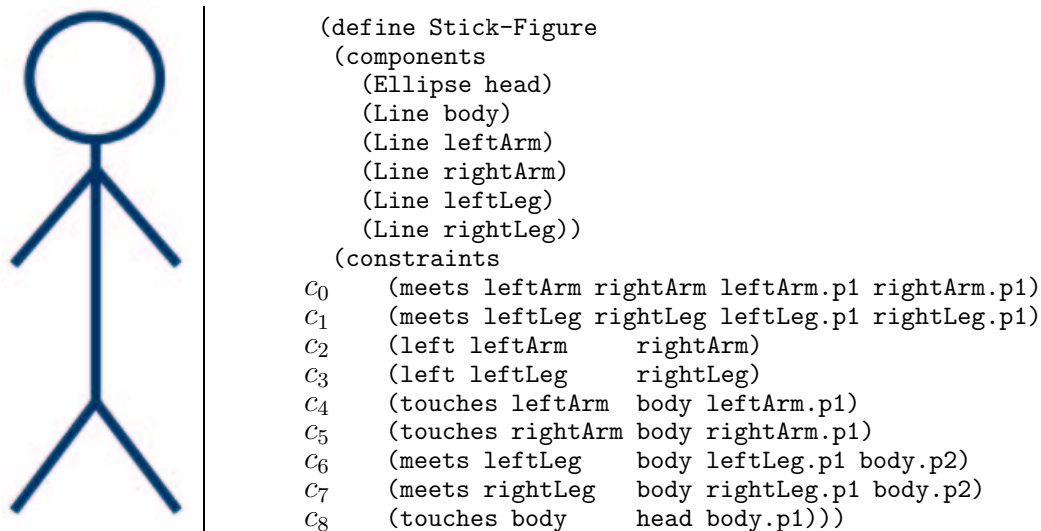 (define Stick-Figure
(components
(Ellipse head)
(Line body)
(Line leftArm)
(Line rightArm)
(Line leftLeg)
(Line rightLeg))
(constraints
c₀ (meets leftArm rightArm leftArm.p1 rightArm.p1)
c₁ (meets leftLeg rightLeg leftLeg.p1 rightLeg.p1)
c₂ (left leftArm rightArm)
c₃ (left leftLeg rightLeg)
c₄ (touches leftArm body leftArm.p1)
c₅ (touches rightArm body rightArm.p1)
c₆ (meets leftLeg body leftLeg.p1 body.p2)
c₇ (meets rightLeg body rightLeg.p1 body.p2)
c₈ (touches body head body.p1)))